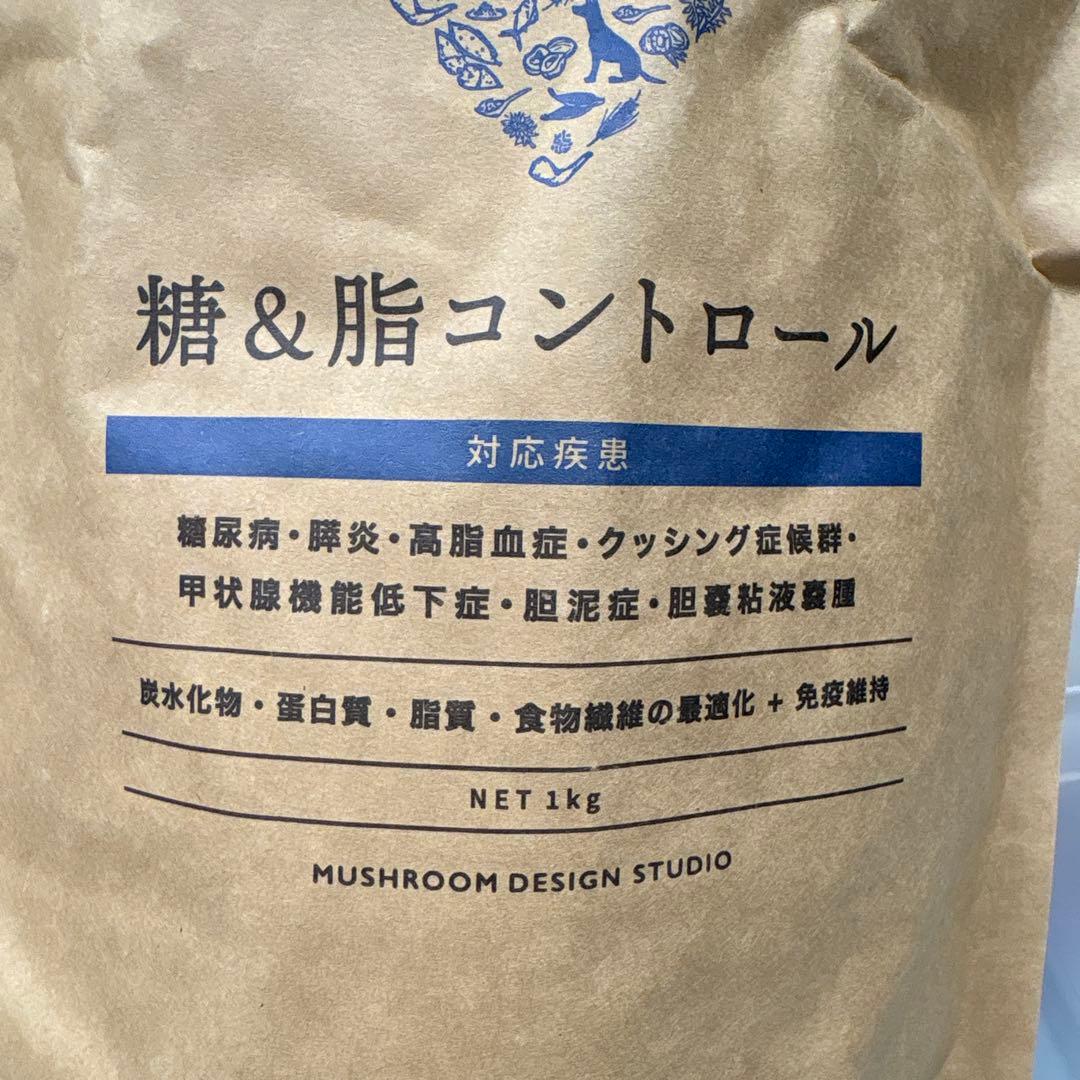 糖&脂コントロール
対応疾患
糖尿病・膵炎・高脂血症・クッシング症候群・
甲状腺機能低下症・胆泥症・胆嚢粘液嚢腫
炭水化物・蛋白質・脂質・食物繊維の最適化 + 免疫維持
NET 1kg
MUSHROOM DESIGN STUDIO